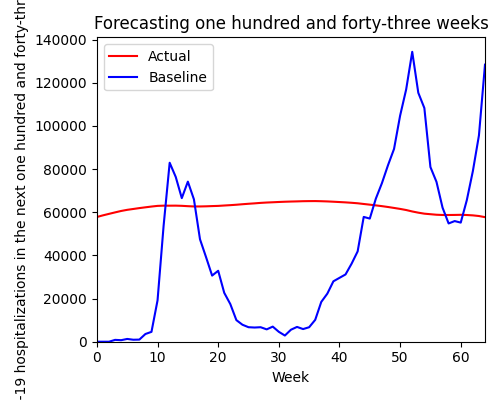 Forecasting one hundred and forty-three weeks
-19 hospitalizations in the next one hundred and forty-thr
Actual
Baseline
140000
120000
100000
80000
60000
40000
20000
0
0 10 20 30 40 50 60
Week